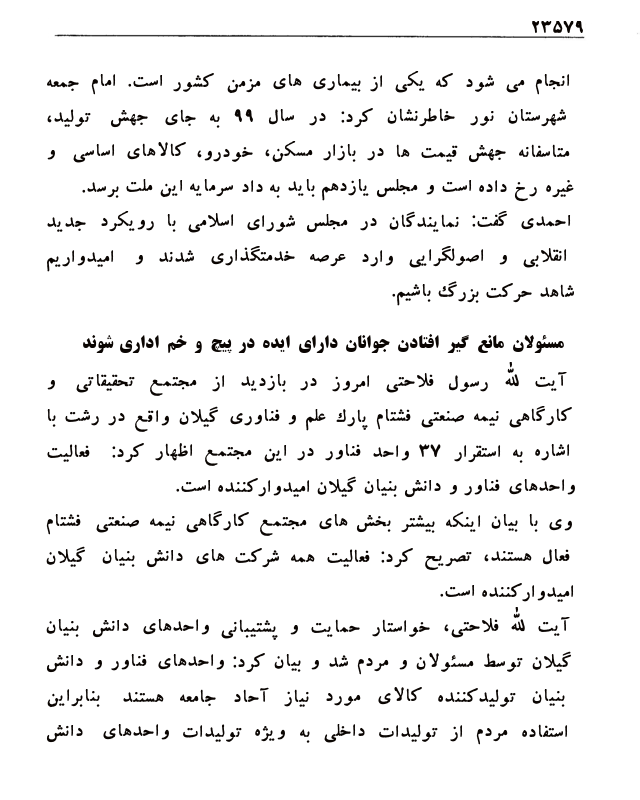 ۲۳۵۷۹
انجام می شود که یکی از بیماری های مزمن کشور است. امام جمعه
شهرستان نور خاطرنشان کرد: در سال ۹۹ به جای جهش تولید،
متاسفانه جهش قیمت ها در بازار مسکن، خودرو، کالاهای اساسی و
غیره رخ داده است و مجلس یازدهم باید به داد سرمایه این ملت برسد.
احمدی گفت: نمایندگان در مجلس شورای اسلامی با رویکرد جدید
انقلابی و اصولگرایی وارد عرصه خدمتگذاری شدند و امیدواریم
شاهد حرکت بزرگ باشیم.
مسئولان مانع گیر افتادن جوانان دارای ایده در پیچ و خم اداری شوند
آیت لله رسول فلاحتی امروز در بازدید از مجتمع تحقیقاتی و
کارگاهی نیمه صنعتی فشتام پارک علم و فناوری گیلان واقع در رشت با
اشاره به استقرار ۳۷ واحد فناور در این مجتمع اظهار کرد: فعالیت
واحدهای فناور و دانش بنیان گیلان امیدوارکننده است.
وی با بیان اینکه بیشتر بخش های مجتمع کارگاهی نیمه صنعتی فشتام
فعال هستند، تصریح کرد: فعالیت همه شرکت های دانش بنیان گیلان
امیدوارکننده است.
آیت لله فلاحتی، خواستار حمایت و پشتیبانی واحدهای دانش بنیان
گیلان توسط مسئولان و مردم شد و بیان کرد: واحدهای فناور و دانش
بنیان تولیدکننده کالای مورد نیاز آحاد جامعه هستند بنابراین
استفاده مردم از تولیدات داخلی به ویژه تولیدات واحدهای دانش